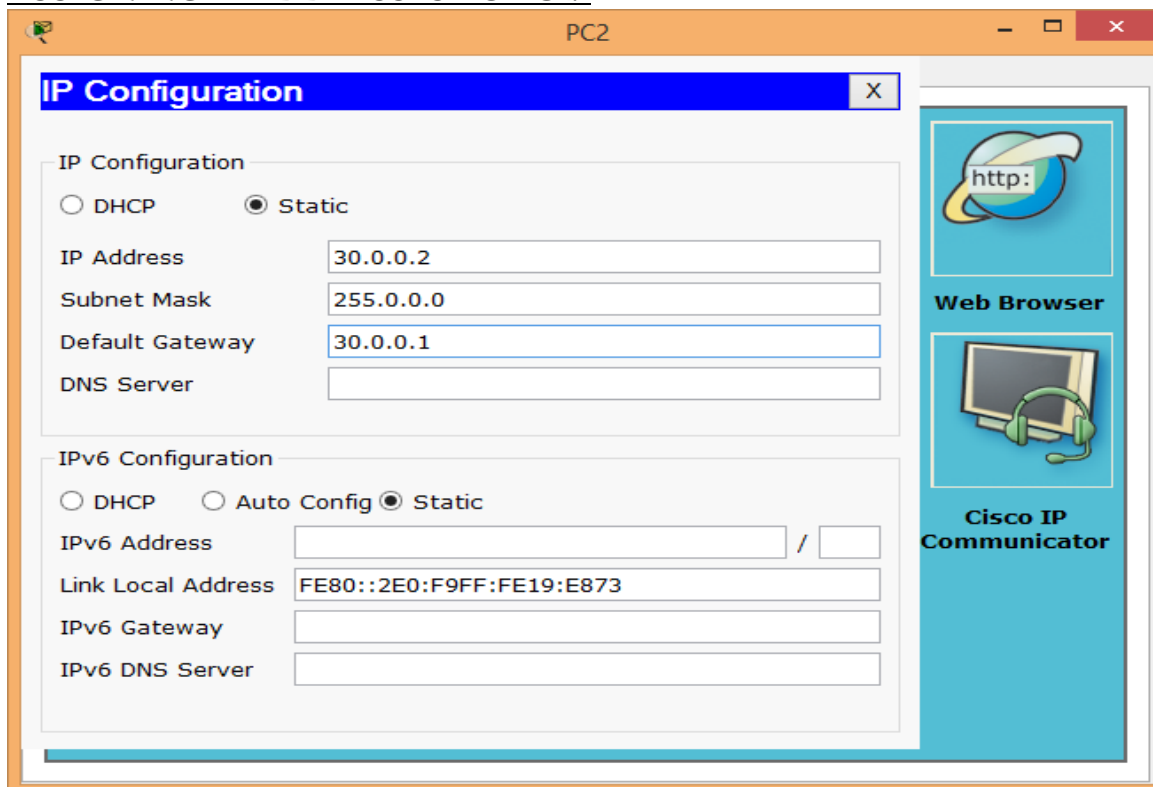 PC2
IP Configuration X
IP Configuration
DHCP Static
IP Address 30.0.0.2
Subnet Mask 255.0.0.0
Default Gateway 30.0.0.1
DNS Server
IPv6 Configuration
DHCP Auto Config Static
IPv6 Address /
Link Local Address FE80::2E0:F9FF:FE19:E873
IPv6 Gateway
IPv6 DNS Server
http:
Web Browser
Cisco IP
Communicator